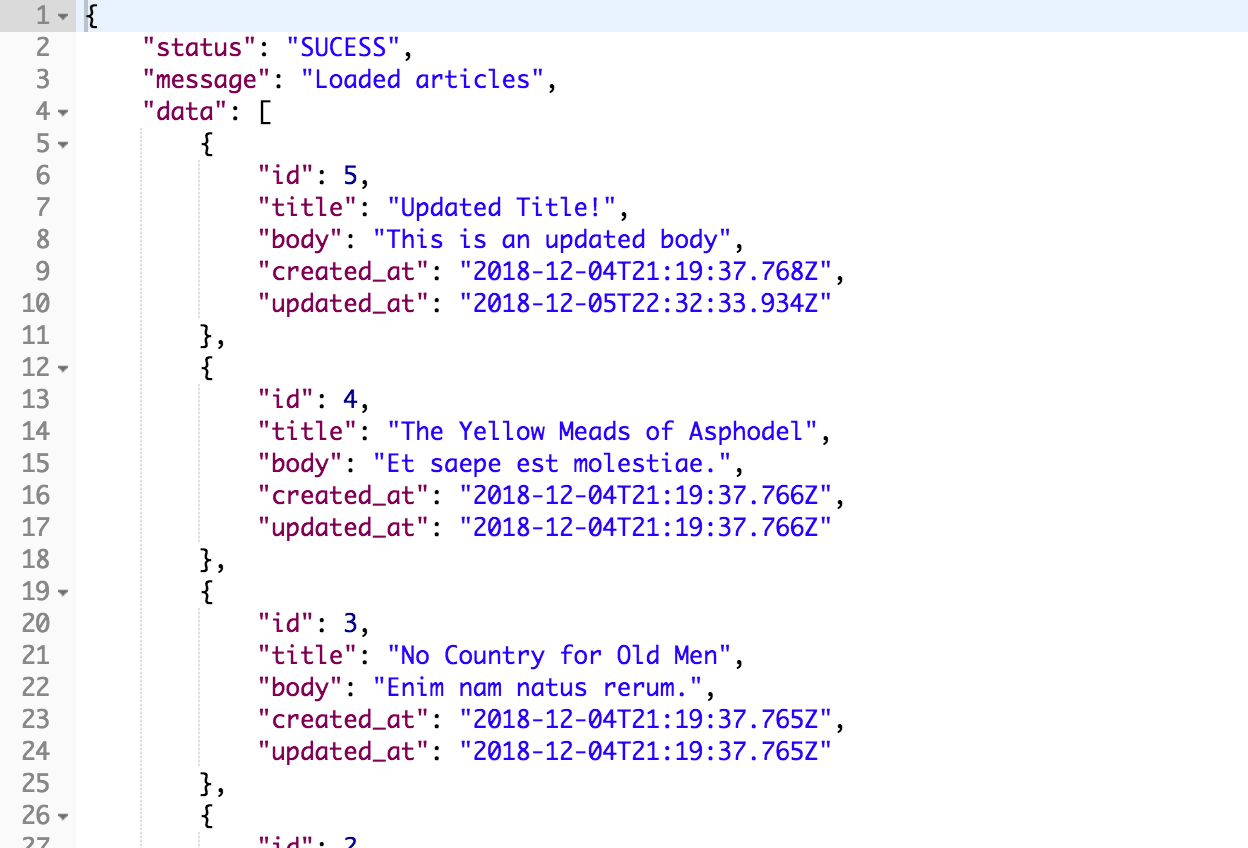 1 {
2 "status": "SUCESS",
3 "message": "Loaded articles",
4 "data": [
5 {
6 "id": 5,
7 "title": "Updated Title!",
8 "body": "This is an updated body",
9 "created_at": "2018-12-04T21:19:37.768Z",
10 "updated_at": "2018-12-05T22:32:33.934Z"
11 },
12 {
13 "id": 4,
14 "title": "The Yellow Meads of Asphodel",
15 "body": "Et saepe est molestiae.",
16 "created_at": "2018-12-04T21:19:37.766Z",
17 "updated_at": "2018-12-04T21:19:37.766Z"
18 },
19 {
20 "id": 3,
21 "title": "No Country for Old Men",
22 "body": "Enim nam natus rerum.",
23 "created_at": "2018-12-04T21:19:37.765Z",
24 "updated_at": "2018-12-04T21:19:37.765Z"
25 },
26 {
27 "id": 2